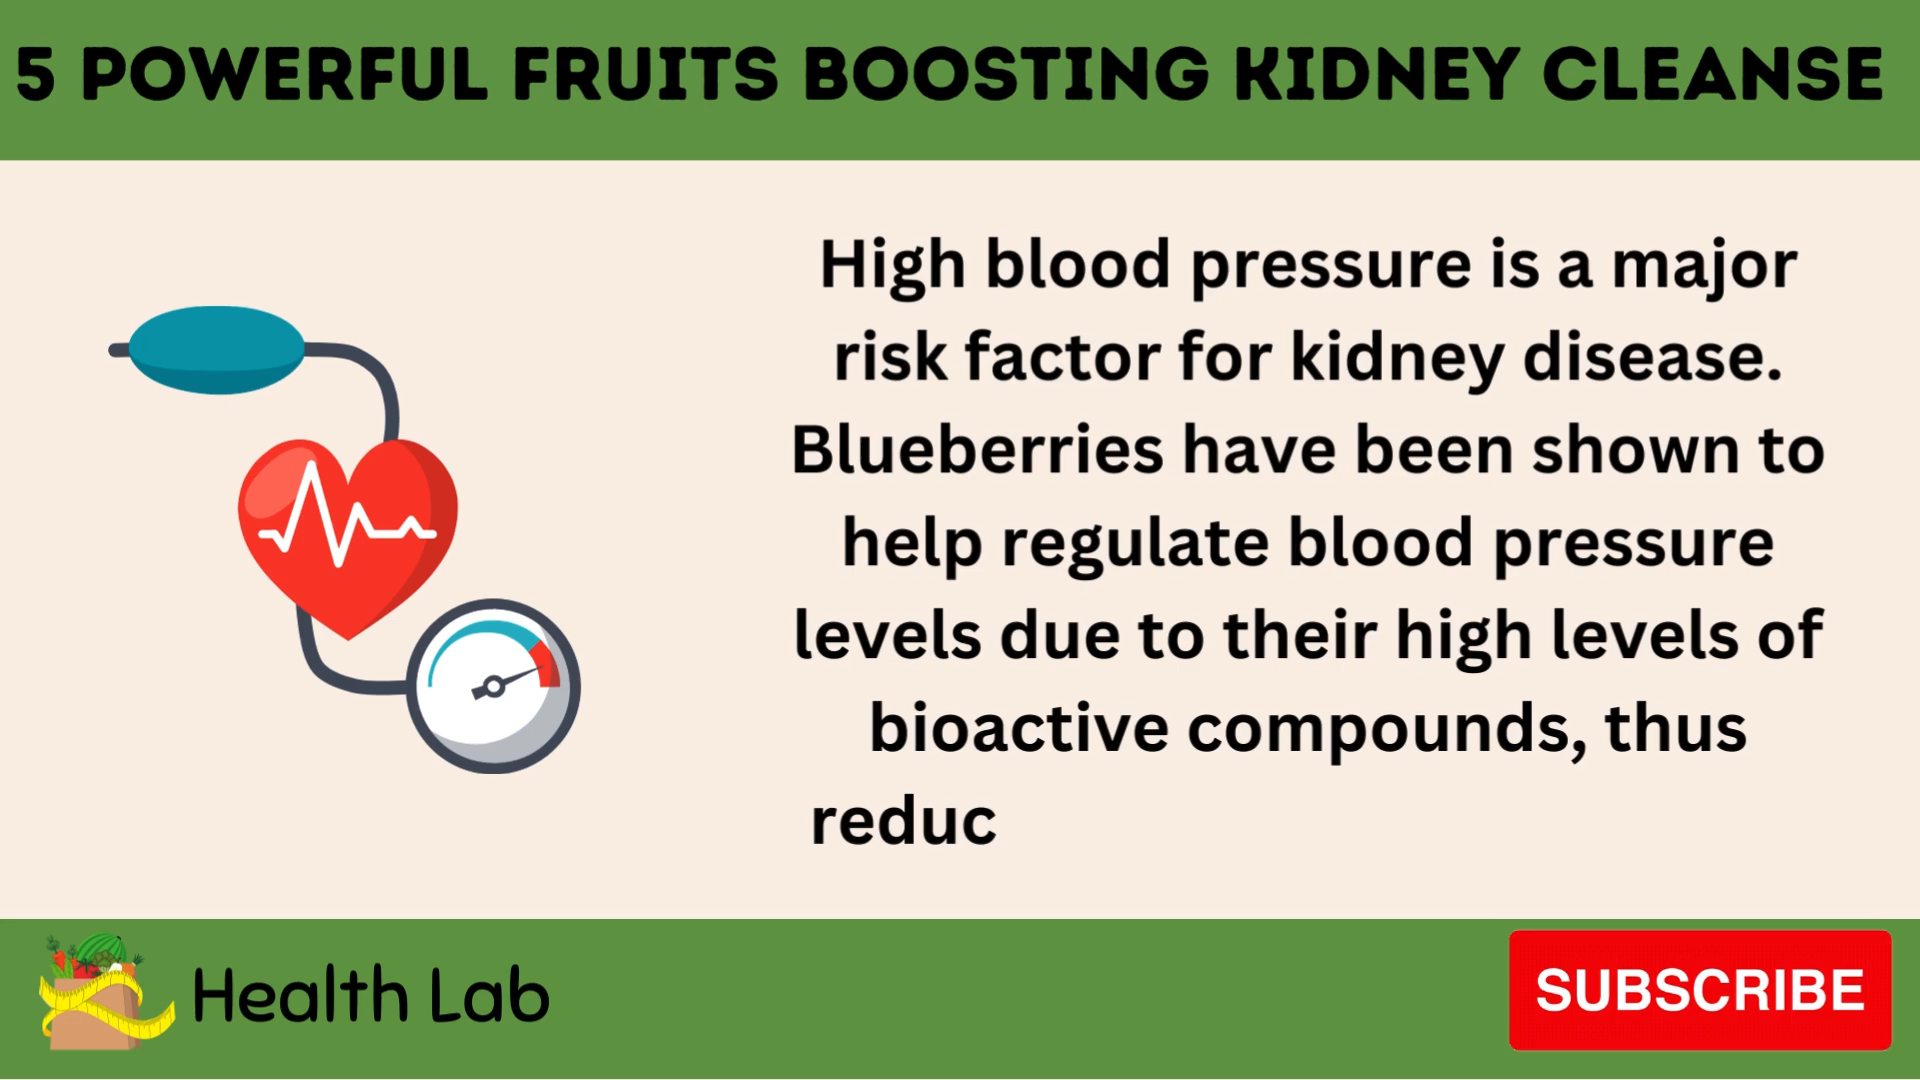 5 POWERFUL FRUITS BOOSTING KIDNEY CLEANSE
High blood pressure is a major
risk factor for kidney disease.
Blueberries have been shown to
help regulate blood pressure
levels due to their high levels of
bioactive compounds, thus
reduc
Health Lab
SUBSCRIBE